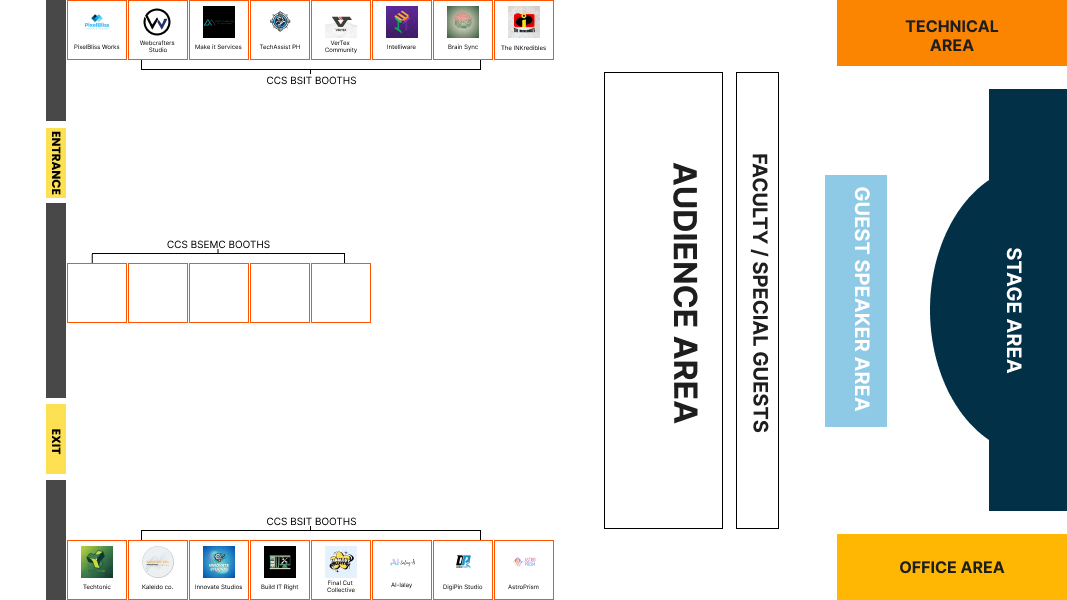 PixelBliss
PixelBliss Works
Webcrafters
Studio
Make it Services
TechAssist PH
VERTEX
VerTex
Community
Intelliware
Brain Sync
The INKredibles
CCS BSIT BOOTHS
TECHNICAL
AREA
ENTRANCE
CCS BSEMC BOOTHS
AUDIENCE AREA
FACULTY / SPECIAL GUESTS
GUEST SPEAKER AREA
STAGE AREA
EXIT
CCS BSIT BOOTHS
Techtonic
Kaleido co.
Innovate Studios
Build IT Right
Final Cut
Collective
AI-lalay
DigiPin Studio
AstroPrism
OFFICE AREA